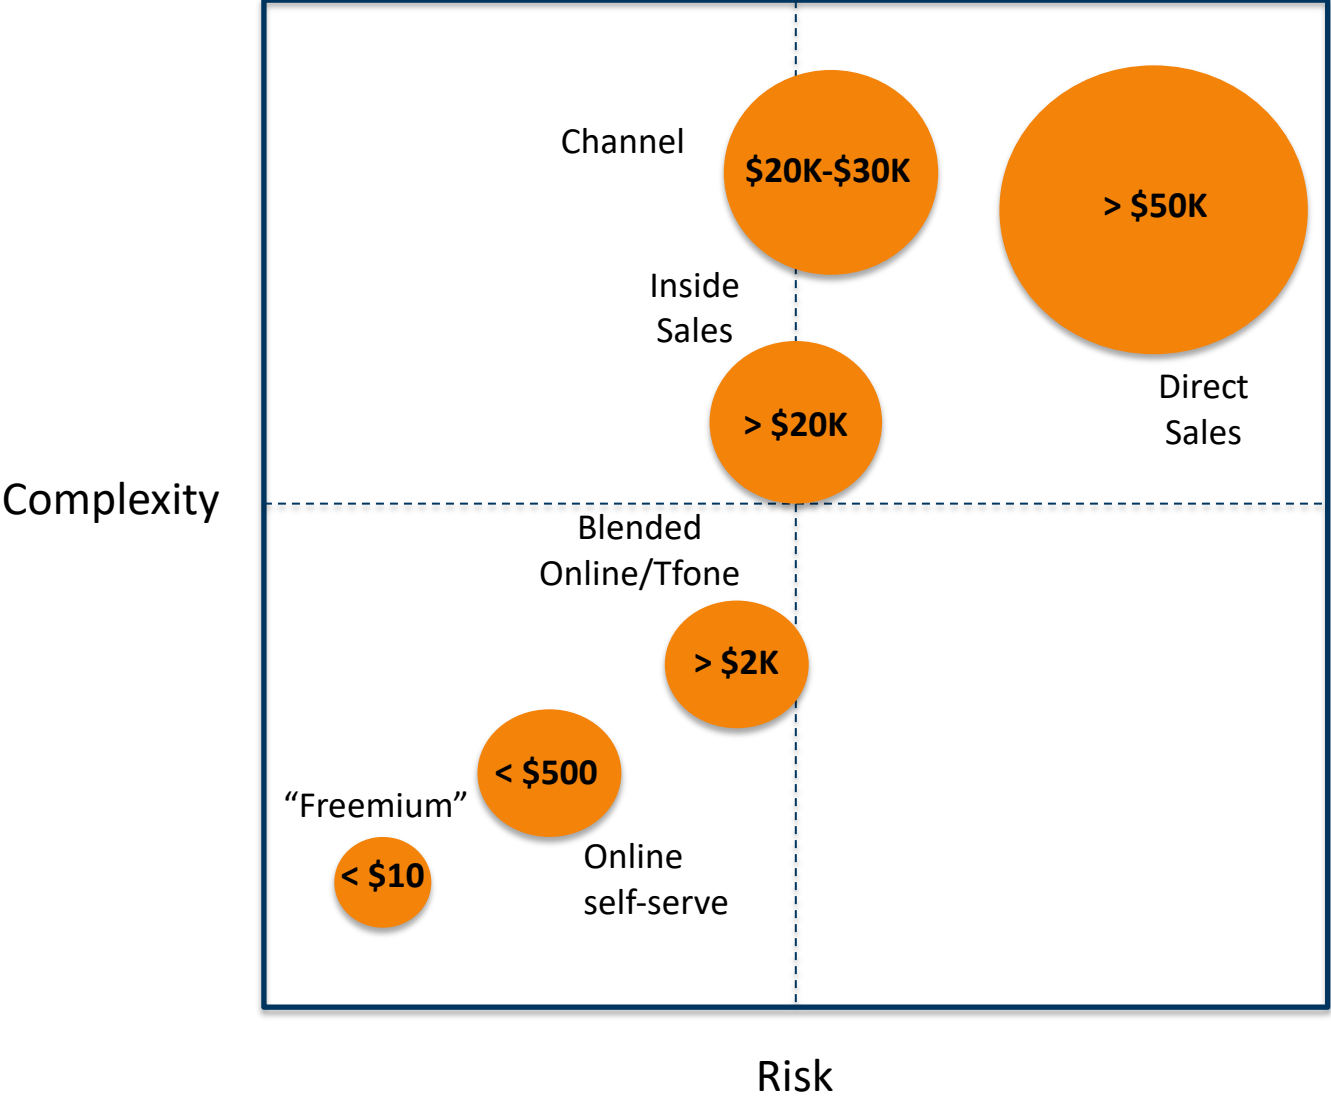 Channel
$20K-$30K
> $50K
Inside
Sales
> $20K
Direct
Sales
Complexity
Blended
Online/Tfone
> $2K
< $500
“Freemium”
< $10
Online
self-serve
Risk